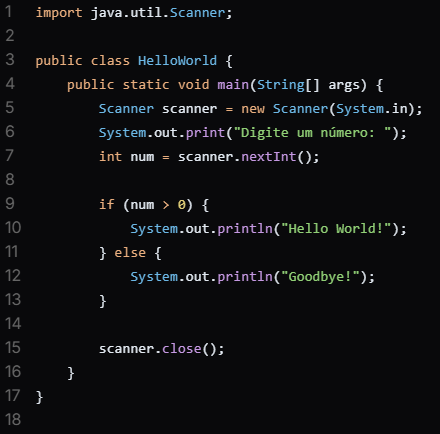 1 import java.util.Scanner;
2
3 public class HelloWorld {
4     public static void main(String[] args) {
5         Scanner scanner = new Scanner(System.in);
6         System.out.print("Digite um número: ");
7         int num = scanner.nextInt();
8
9         if (num > 0) {
10             System.out.println("Hello World!");
11         } else {
12             System.out.println("Goodbye!");
13         }
14
15         scanner.close();
16     }
17 }
18